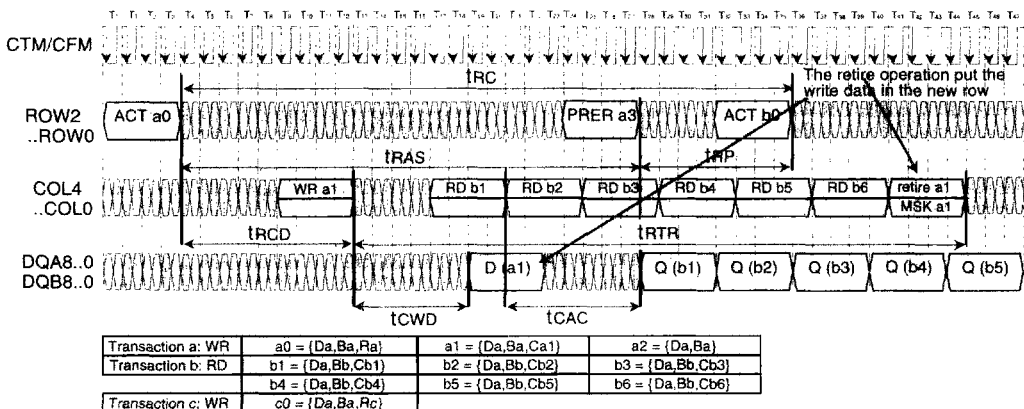 CTM/CFM
tRC
The retire operation put the
write data in the new row
ROW2
..ROW0
ACT a0
PRER a3
ACT b0
tRAS
tRP
COL4
..COL0
WR a1
RD b1
RD b2
RD b3
RD b4
RD b5
RD b6
retire a1
MSK a1
tRCD
tRTR
DQA8..0
DQB8..0
D (a1)
Q (b1)
Q (b2)
Q (b3)
Q (b4)
Q (b5)
tCWD
tCAC
Transaction a: WR a0 = {Da,Ba,Ra} a1 = {Da,Ba,Ca1} a2 = {Da,Ba}
Transaction b: RD b1 = {Da,Bb,Cb1} b2 = {Da,Bb,Cb2} b3 = {Da,Bb,Cb3}
b4 = {Da,Bb,Cb4} b5 = {Da,Bb,Cb5} b6 = {Da,Bb,Cb6}
Transaction c: WR c0 = {Da,Ba,Rc}